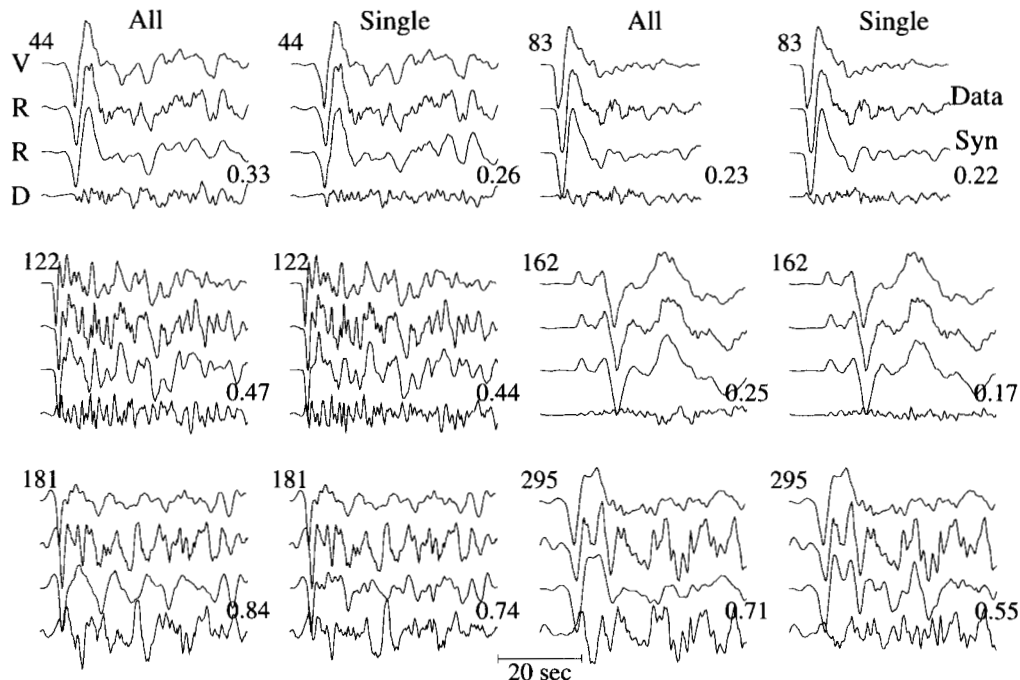 All Single All Single
44 44 83 83
V
R Data
R Syn
0.33 0.26 0.23 0.22
D
122 122 162 162
0.47 0.44 0.25 0.17
181 181 295 295
0.84 0.74 0.71 0.55
20 sec